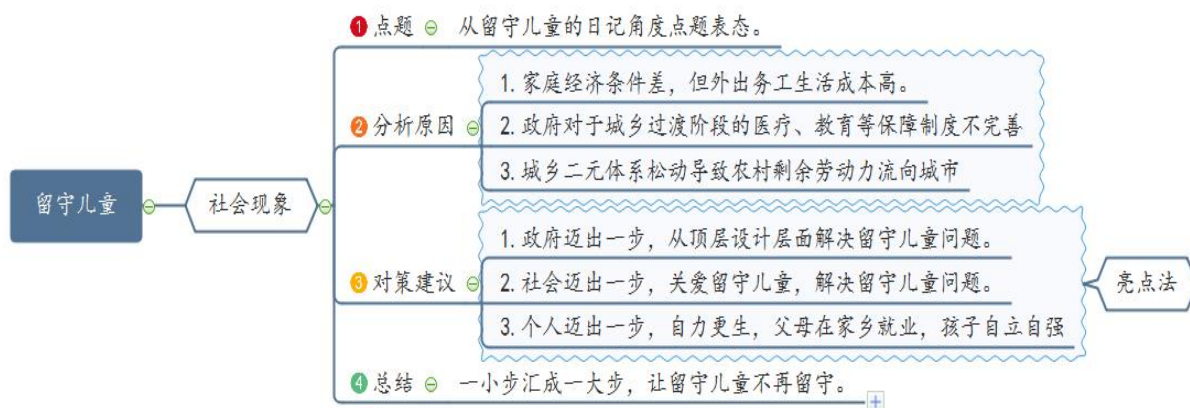 留守儿童
社会现象
1 点题
从留守儿童的日记角度点题表态。
2 分析原因
1. 家庭经济条件差，但外出务工生活成本高。
2. 政府对于城乡过渡阶段的医疗、教育等保障制度不完善
3. 城乡二元体系松动导致农村剩余劳动力流向城市
3 对策建议
1. 政府迈出一步，从顶层设计层面解决留守儿童问题。
2. 社会迈出一步，关爱留守儿童，解决留守儿童问题。
3. 个人迈出一步，自力更生，父母在家乡就业，孩子自立自强
亮点法
4 总结
一小步汇成一大步，让留守儿童不再留守。